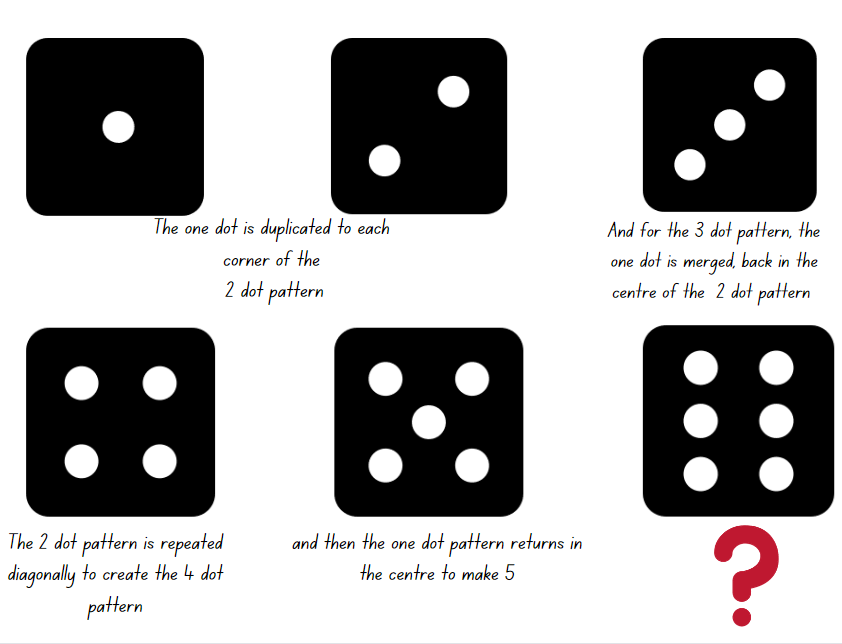 The one dot is duplicated to each
corner of the
2 dot pattern
And for the 3 dot pattern, the
one dot is merged, back in the
centre of the 2 dot pattern
The 2 dot pattern is repeated
diagonally to create the 4 dot
pattern
and then the one dot pattern returns in
the centre to make 5
?